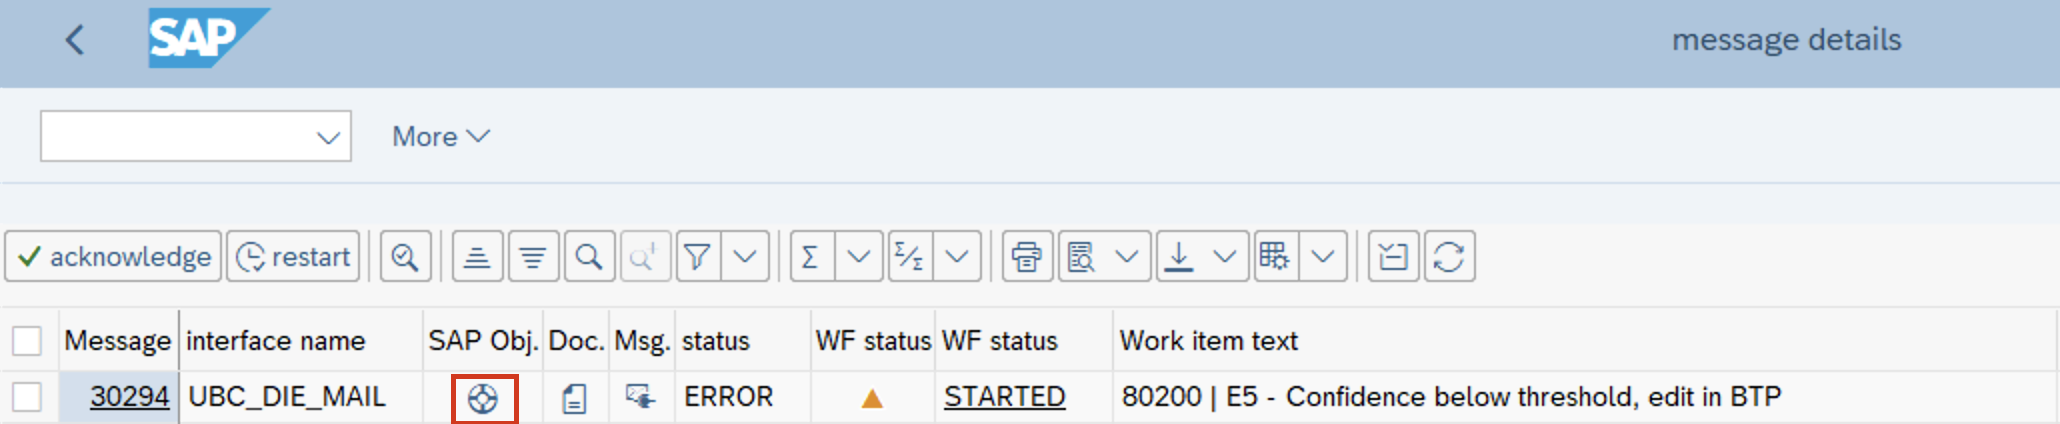 SAP message details
More
acknowledge restart
Message interface name SAP Obj. Doc. Msg. status WF status WF status Work item text
30294 UBC_DIE_MAIL ERROR STARTED 80200 | E5 - Confidence below threshold, edit in BTP